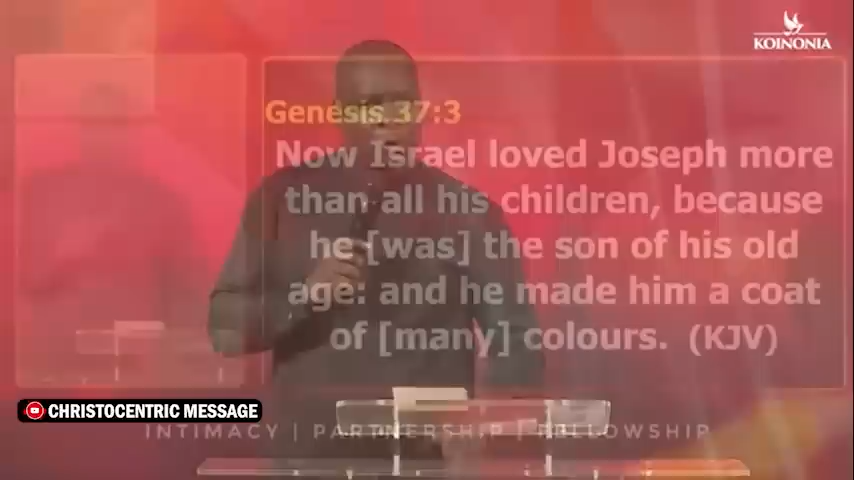 KOINONIA
Genesis 37:3
Now Israel loved Joseph more
than all his children, because
he [was] the son of his old
age: and he made him a coat
of [many] colours. (KJV)
CHRISTOCENTRIC MESSAGE
INTIMACY | PARTNERSHIP | FELLOWSHIP